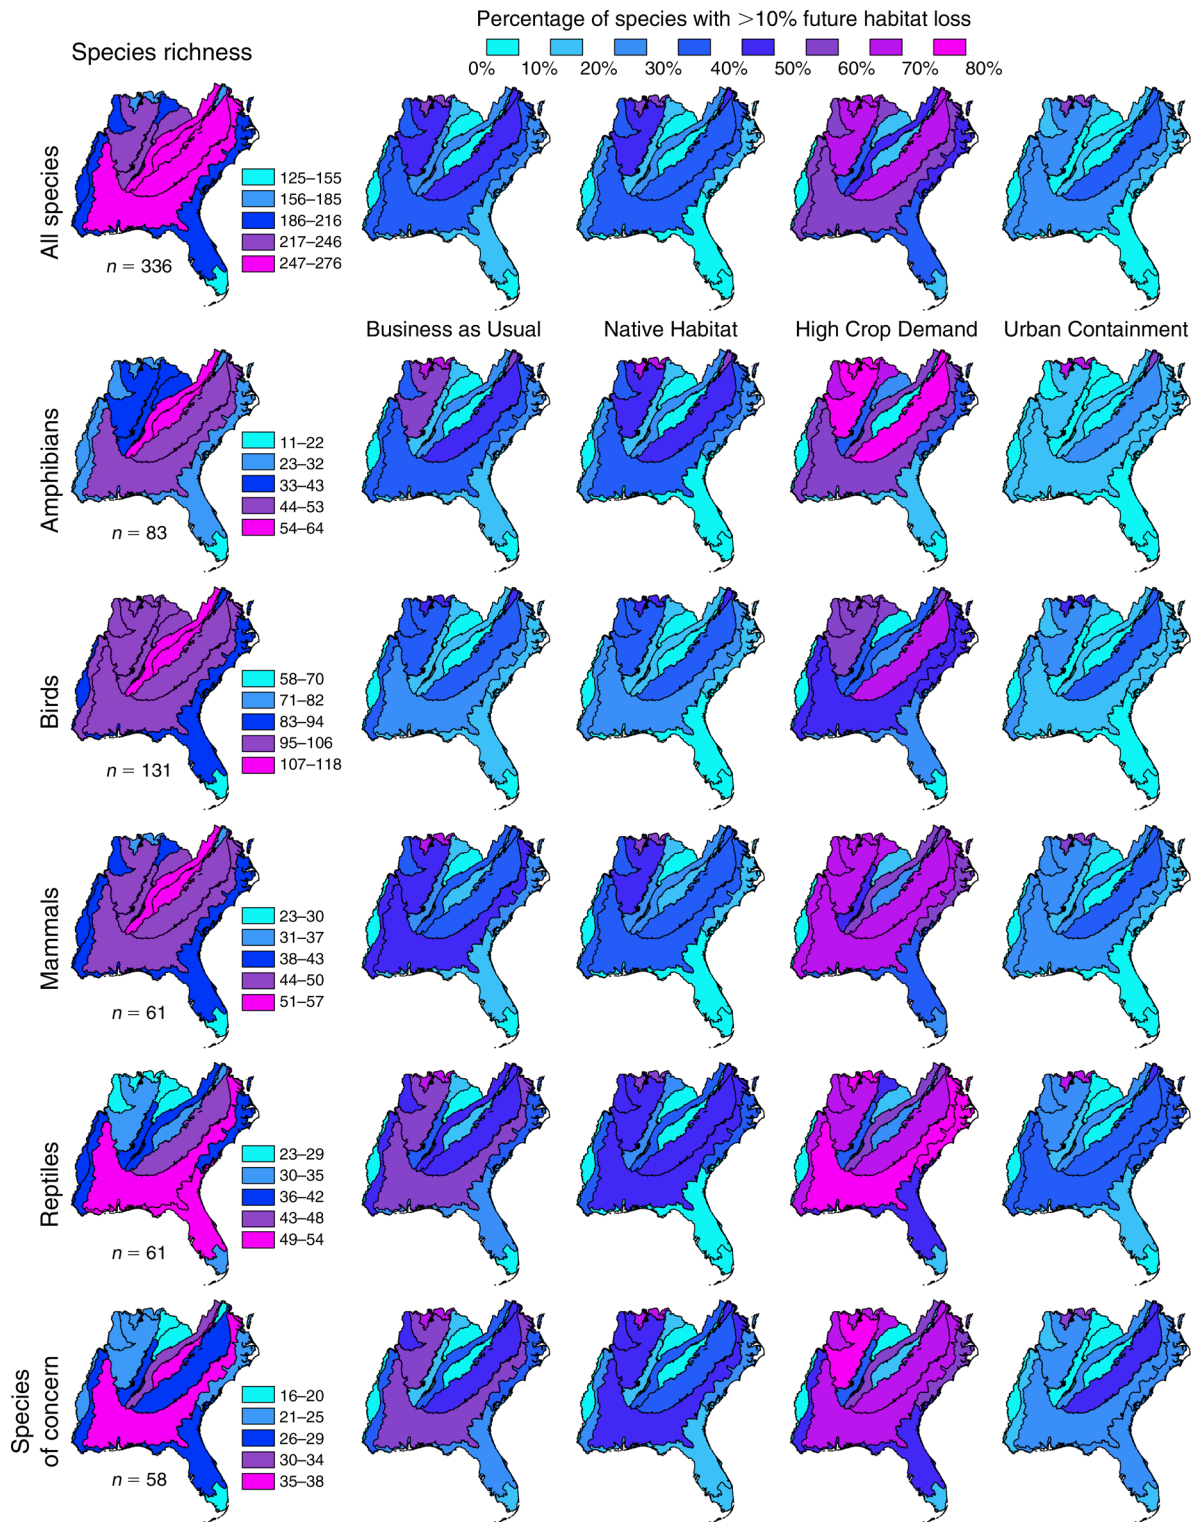 Percentage of species with >10% future habitat loss
Species richness
0% 10% 20% 30% 40% 50% 60% 70% 80%
All species
125–155
156–185
186–216
217–246
247–276
n = 336
Business as Usual
Native Habitat
High Crop Demand
Urban Containment
Amphibians
11–22
23–32
33–43
44–53
54–64
n = 83
Birds
58–70
71–82
83–94
95–106
107–118
n = 131
Mammals
23–30
31–37
38–43
44–50
51–57
n = 61
Reptiles
23–29
30–35
36–42
43–48
49–54
n = 61
Species
of concern
16–20
21–25
26–29
30–34
35–38
n = 58